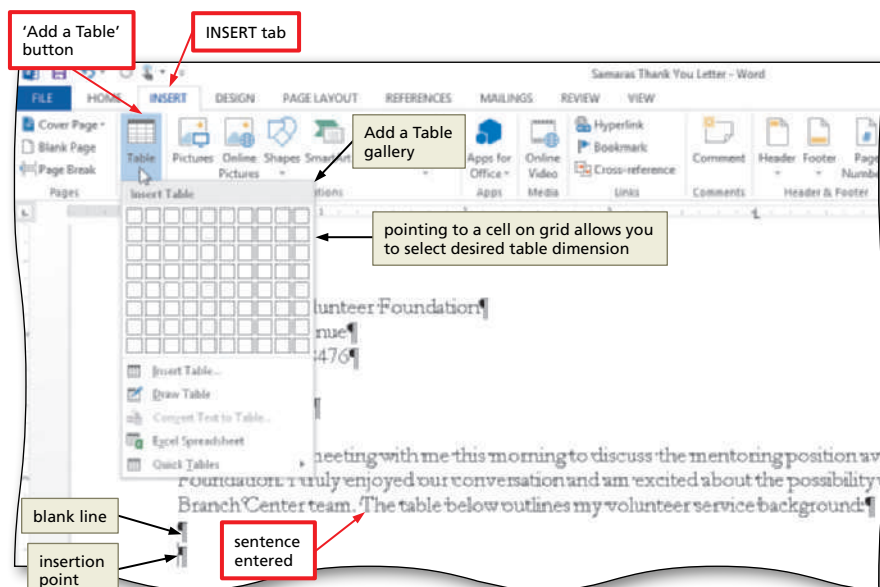 'Add a Table'
button
INSERT tab
Samaras Thank You Letter - Word
FILE HOME INSERT DESIGN PAGE LAYOUT REFERENCES MAILINGS REVIEW VIEW
Cover Page
Blank Page
Page Break
Pages
Table
Pictures
Online
Pictures
Shapes
SmartArt
Add a Table
gallery
Apps for
Office
Apps
Online
Video
Media
Hyperlink
Bookmark
Cross-reference
Links
Comment
Comments
Header
Footer
Page
Numbe
Header & Footer
Insert Table
pointing to a cell on grid allows you
to select desired table dimension
Insert Table...
Draw Table
Convert Text to Table...
Excel Spreadsheet
Quick Tables
lunteer Foundation¶
nue¶
3476¶
¶
neeting with me this morning to discuss the mentoring position av
Foundation. I truly enjoyed our conversation and am excited about the possibility
Branch Center team. The table below outlines my volunteer service background:¶
blank line
¶
insertion
point
¶
sentence
entered